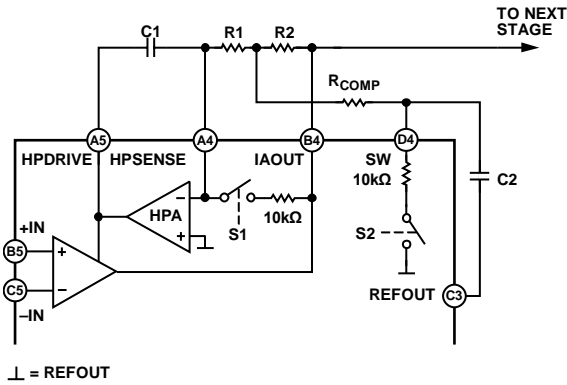 TO NEXT
STAGE
C1
R1
R2
RCOMP
A5
A4
B4
D4
HPDRIVE
HPSENSE
IAOUT
SW
10kΩ
C2
HPA
–
+
S1
10kΩ
S2
+IN
B5
+
C5
–
–IN
REFOUT
C3
⊥ = REFOUT